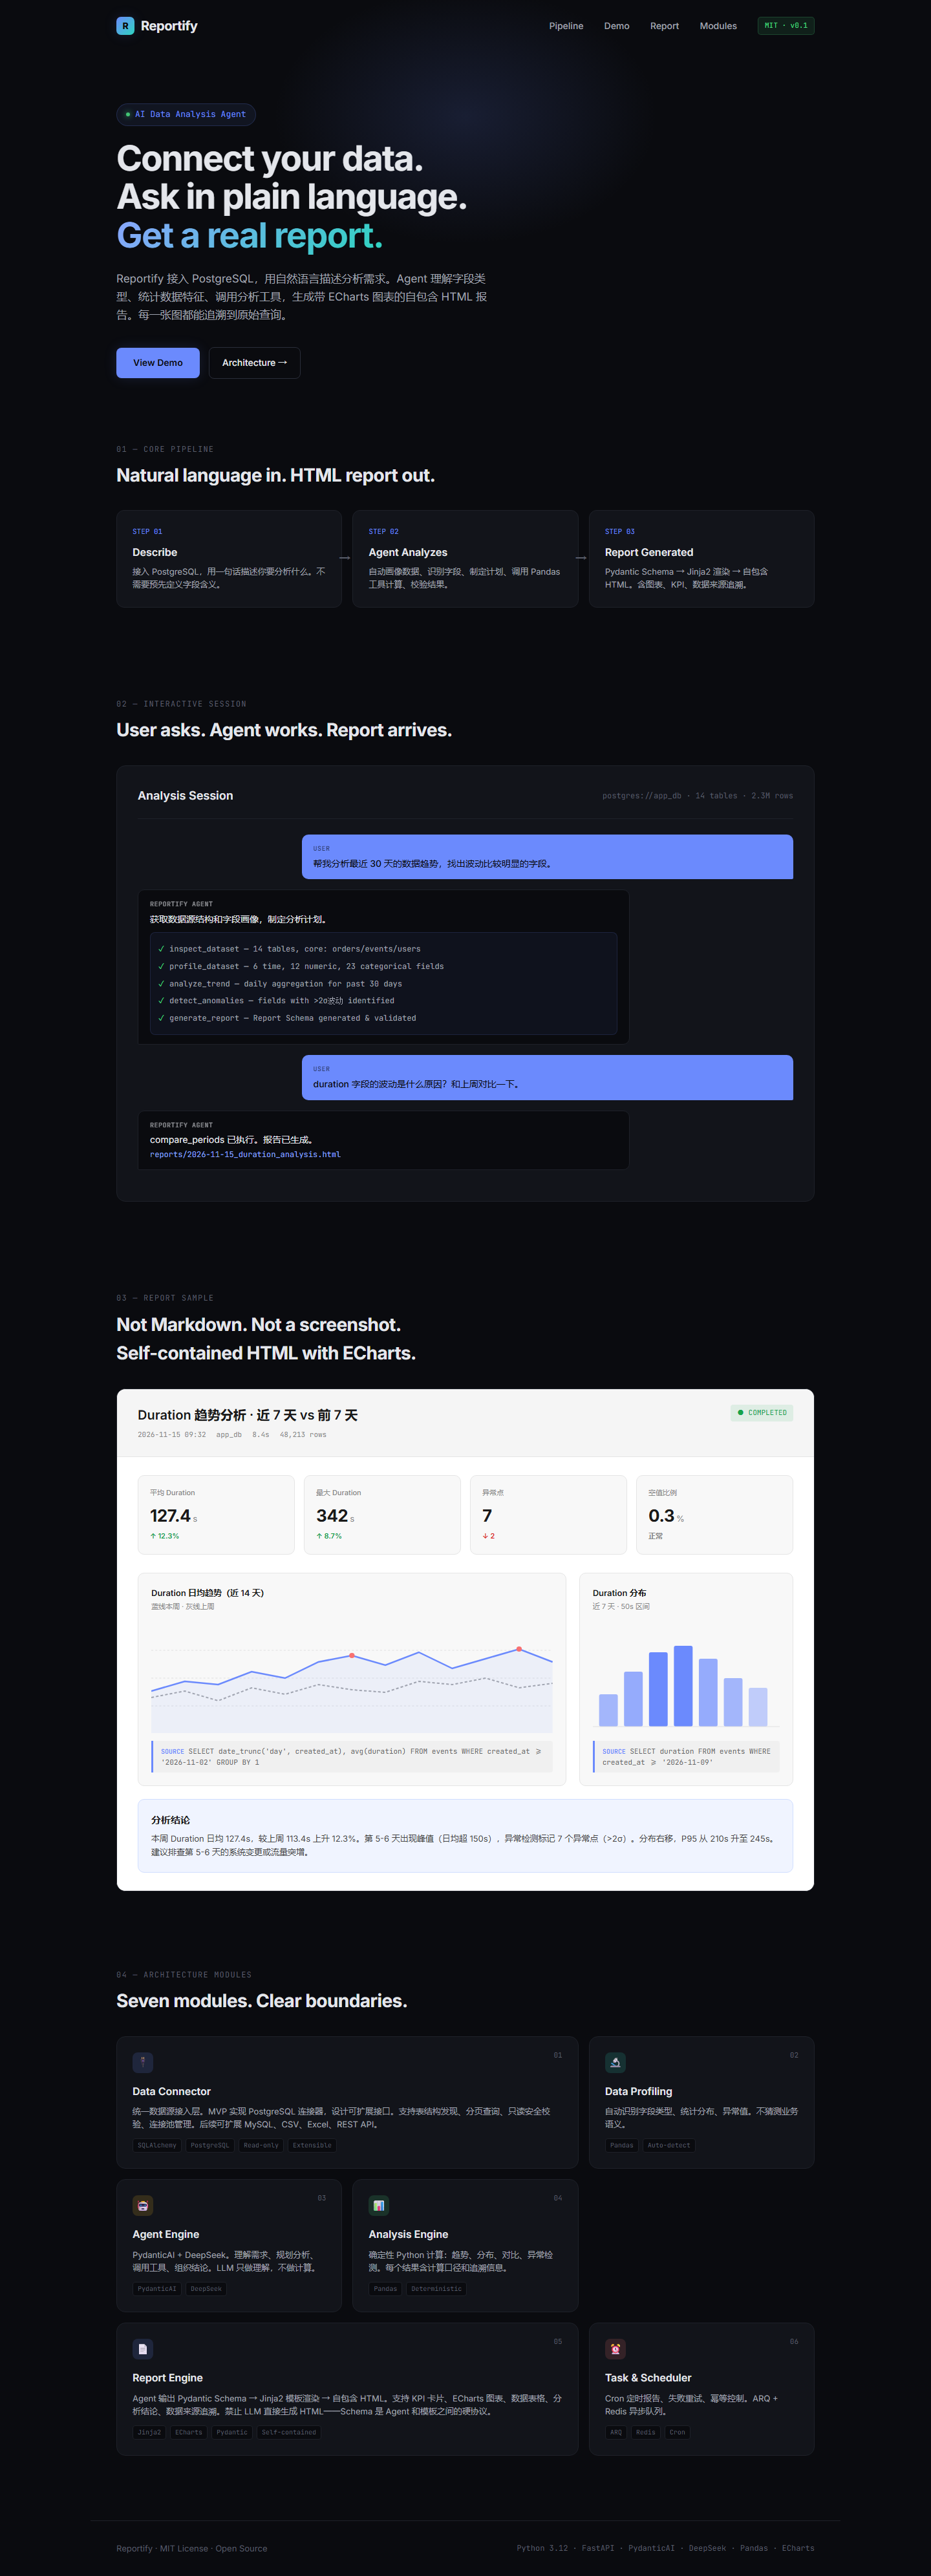 R Reportify
Pipeline Demo Report Modules MIT · v0.1
AI Data Analysis Agent
Connect your data.
Ask in plain language.
Get a real report.
Reportify 接入 PostgreSQL，用自然语言描述分析需求。Agent 理解字段类
型、统计数据特征、调用分析工具，生成带 ECharts 图表的自包含 HTML 报
告。每一张图都能追溯到原始查询。
View Demo Architecture →
01 — CORE PIPELINE
Natural language in. HTML report out.
STEP 01
Describe
接入 PostgreSQL，用一句话描述你要分析什么。不
需要预先定义字段含义。
→
STEP 02
Agent Analyzes
自动画像数据、识别字段、制定计划、调用 Pandas
工具计算、校验结果。
→
STEP 03
Report Generated
Pydantic Schema → Jinja2 渲染 → 自包含
HTML。含图表、KPI、数据来源追溯。
02 — INTERACTIVE SESSION
User asks. Agent works. Report arrives.
Analysis Session postgres://app_db · 14 tables · 2.3M rows
USER
帮我分析最近 30 天的数据趋势，找出波动比较明显的字段。
REPORTIFY AGENT
获取数据源结构和字段画像，制定分析计划。
✓ inspect_dataset — 14 tables, core: orders/events/users
✓ profile_dataset — 6 time, 12 numeric, 23 categorical fields
✓ analyze_trend — daily aggregation for past 30 days
✓ detect_anomalies — fields with >2σ波动 identified
✓ generate_report — Report Schema generated & validated
USER
duration 字段的波动是什么原因？和上周对比一下。
REPORTIFY AGENT
compare_periods 已执行。报告已生成。
reports/2026-11-15_duration_analysis.html
03 — REPORT SAMPLE
Not Markdown. Not a screenshot.
Self-contained HTML with ECharts.
Duration 趋势分析 · 近 7 天 vs 前 7 天
COMPLETED
2026-11-15 09:32 app_db 8.4s 48,213 rows
平均 Duration
127.4 s
↑ 12.3%
最大 Duration
342 s
↑ 8.7%
异常点
7
↓ 2
空值比例
0.3 %
正常
Duration 日均趋势（近 14 天）
蓝线本周 · 灰线上周
SOURCE SELECT date_trunc('day', created_at), avg(duration) FROM events WHERE created_at ≥
'2026-11-02' GROUP BY 1
Duration 分布
近 7 天 · 50s 区间
SOURCE SELECT duration FROM events WHERE
created_at ≥ '2026-11-09'
分析结论
本周 Duration 日均 127.4s，较上周 113.4s 上升 12.3%。第 5-6 天出现峰值（日均超 150s），异常检测标记 7 个异常点（>2σ）。分布右移，P95 从 210s 升至 245s。
建议排查第 5-6 天的系统变更或流量突增。
04 — ARCHITECTURE MODULES
Seven modules. Clear boundaries.
01
Data Connector
统一数据源接入层。MVP 实现 PostgreSQL 连接器，设计可扩展接口。支持表结构发现、分页查询、只读安全校
验、连接池管理。后续可扩展 MySQL、CSV、Excel、REST API。
SQLAlchemy PostgreSQL Read-only Extensible
02
Data Profiling
自动识别字段类型、统计分布、异常值。不猜测业务
语义。
Pandas Auto-detect
03
Agent Engine
PydanticAI + DeepSeek。理解需求、规划分析、
调用工具、组织结论。LLM 只做理解，不做计算。
PydanticAI DeepSeek
04
Analysis Engine
确定性 Python 计算：趋势、分布、对比、异常检
测。每个结果含计算口径和追溯信息。
Pandas Deterministic
05
Report Engine
Agent 输出 Pydantic Schema → Jinja2 模板渲染 → 自包含 HTML。支持 KPI 卡片、ECharts 图表、数据表格、分
析结论、数据来源追溯。禁止 LLM 直接生成 HTML——Schema 是 Agent 和模板之间的硬协议。
Jinja2 ECharts Pydantic Self-contained
06
Task & Scheduler
Cron 定时报告、失败重试、幂等控制。ARQ +
Redis 异步队列。
ARQ Redis Cron
Reportify · MIT License · Open Source
Python 3.12 · FastAPI · PydanticAI · DeepSeek · Pandas · ECharts